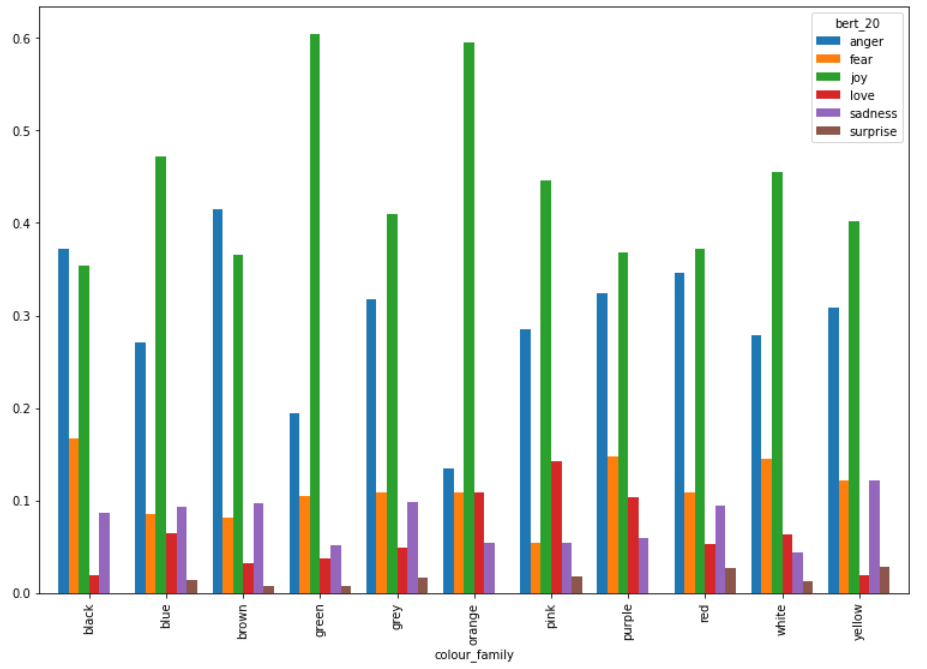 bert_20
anger
fear
joy
love
sadness
surprise
0.6
0.5
0.4
0.3
0.2
0.1
0.0
black
blue
brown
green
grey
orange
pink
purple
red
white
yellow
colour_family